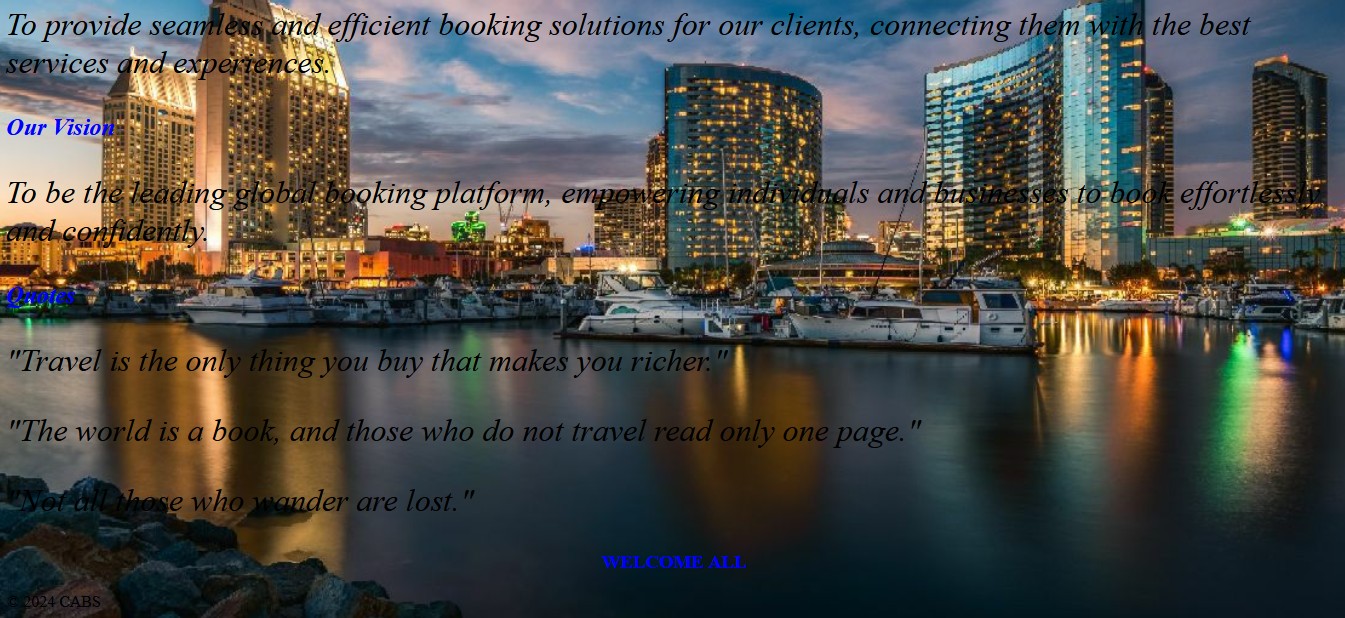 To provide seamless and efficient booking solutions for our clients, connecting them with the best
services and experiences.
Our Vision
To be the leading global booking platform, empowering individuals and businesses to book effortlessly
and confidently.
Quotes
"Travel is the only thing you buy that makes you richer."
"The world is a book, and those who do not travel read only one page."
"Not all those who wander are lost."
WELCOME ALL
© 2024 CABS